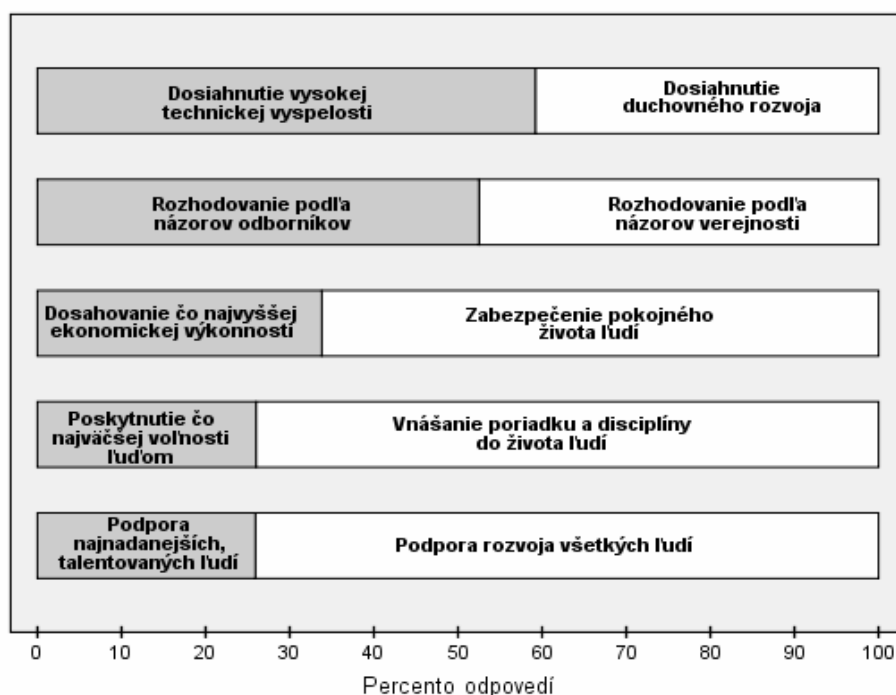 Dosiahnutie vysokej
technickej vyspelosti
Dosiahnutie
duchovného rozvoja
Rozhodovanie podľa
názorov odborníkov
Rozhodovanie podľa
názorov verejnosti
Dosahovanie čo najvyššej
ekonomickej výkonnosti
Zabezpečenie pokojného
života ľudí
Poskytnutie čo
najväčšej voľnosti
ľuďom
Vnášanie poriadku a disciplíny
do života ľudí
Podpora
najnadanejších,
talentovaných ľudí
Podpora rozvoja všetkých ľudí
0 10 20 30 40 50 60 70 80 90 100
Percento odpovedí